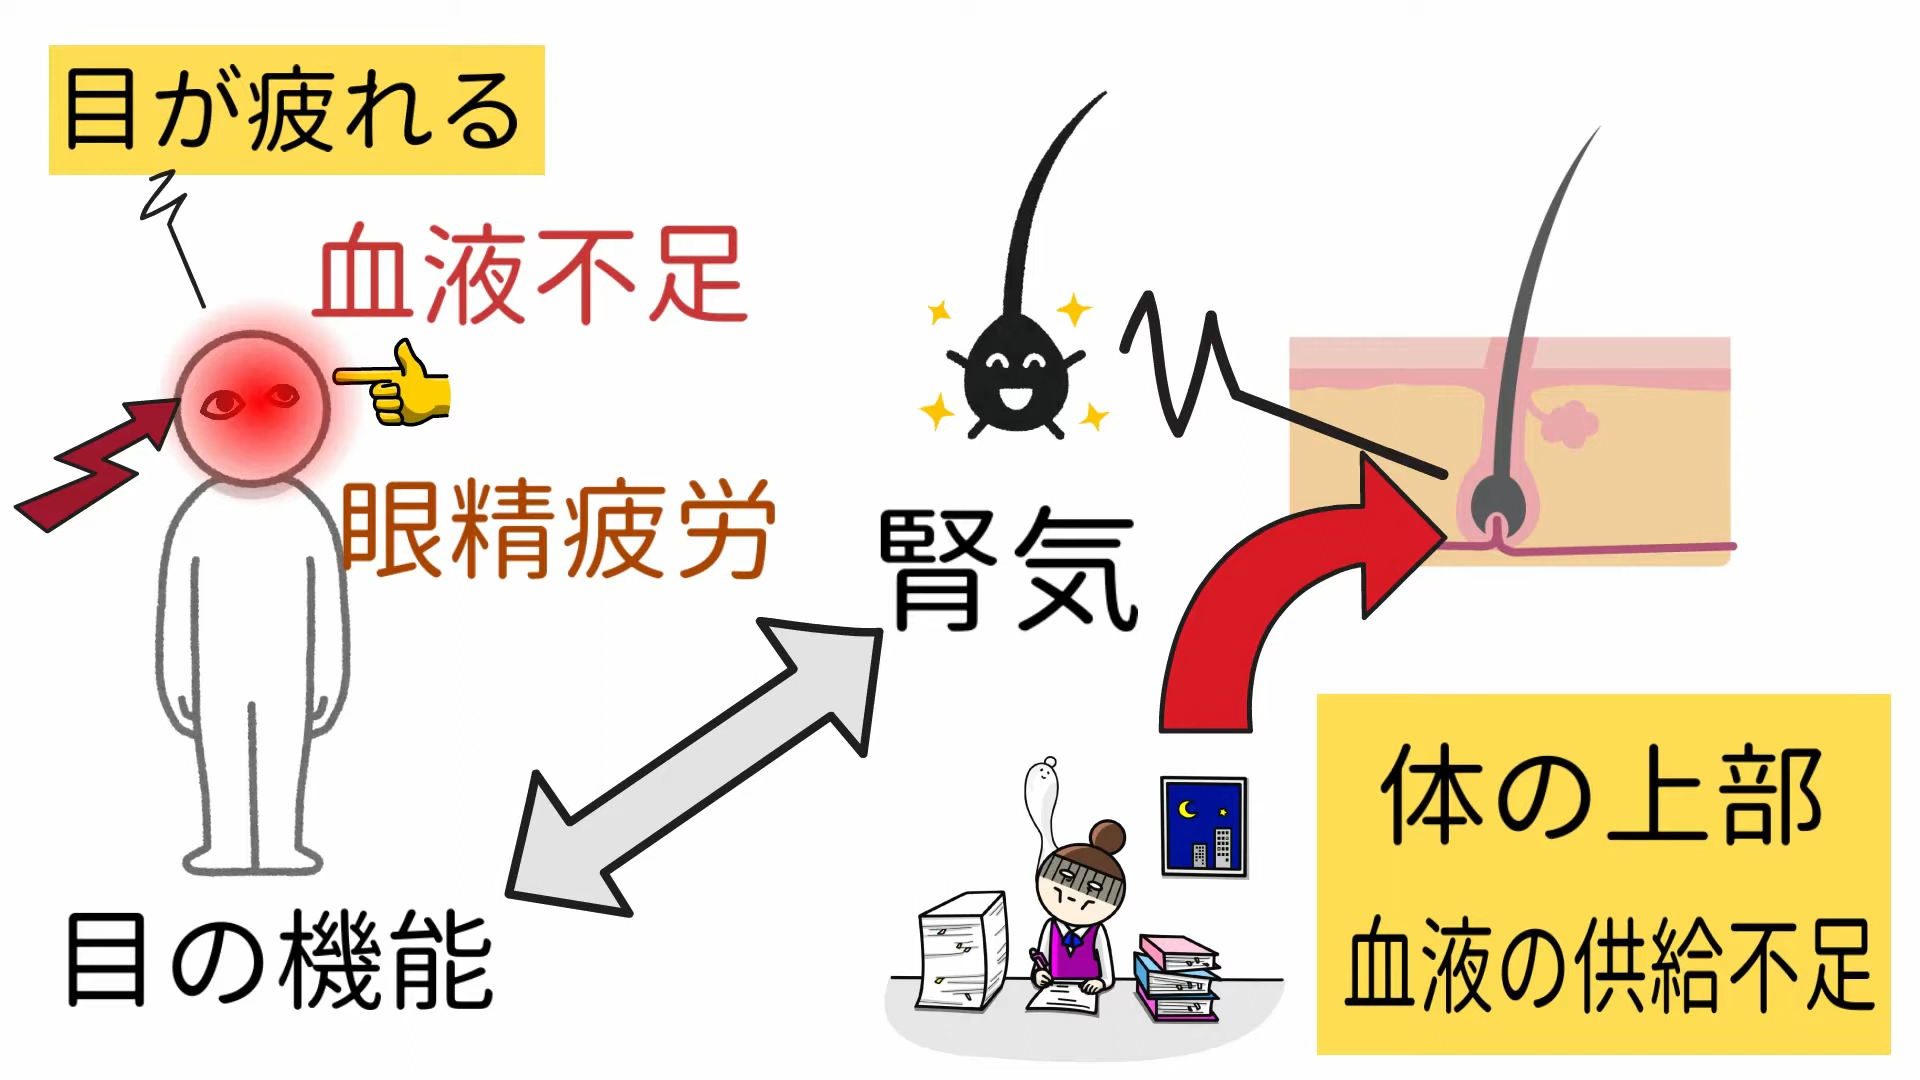 目が疲れる
血液不足
眼精疲労
腎気
目の機能
体の上部
血液の供給不足